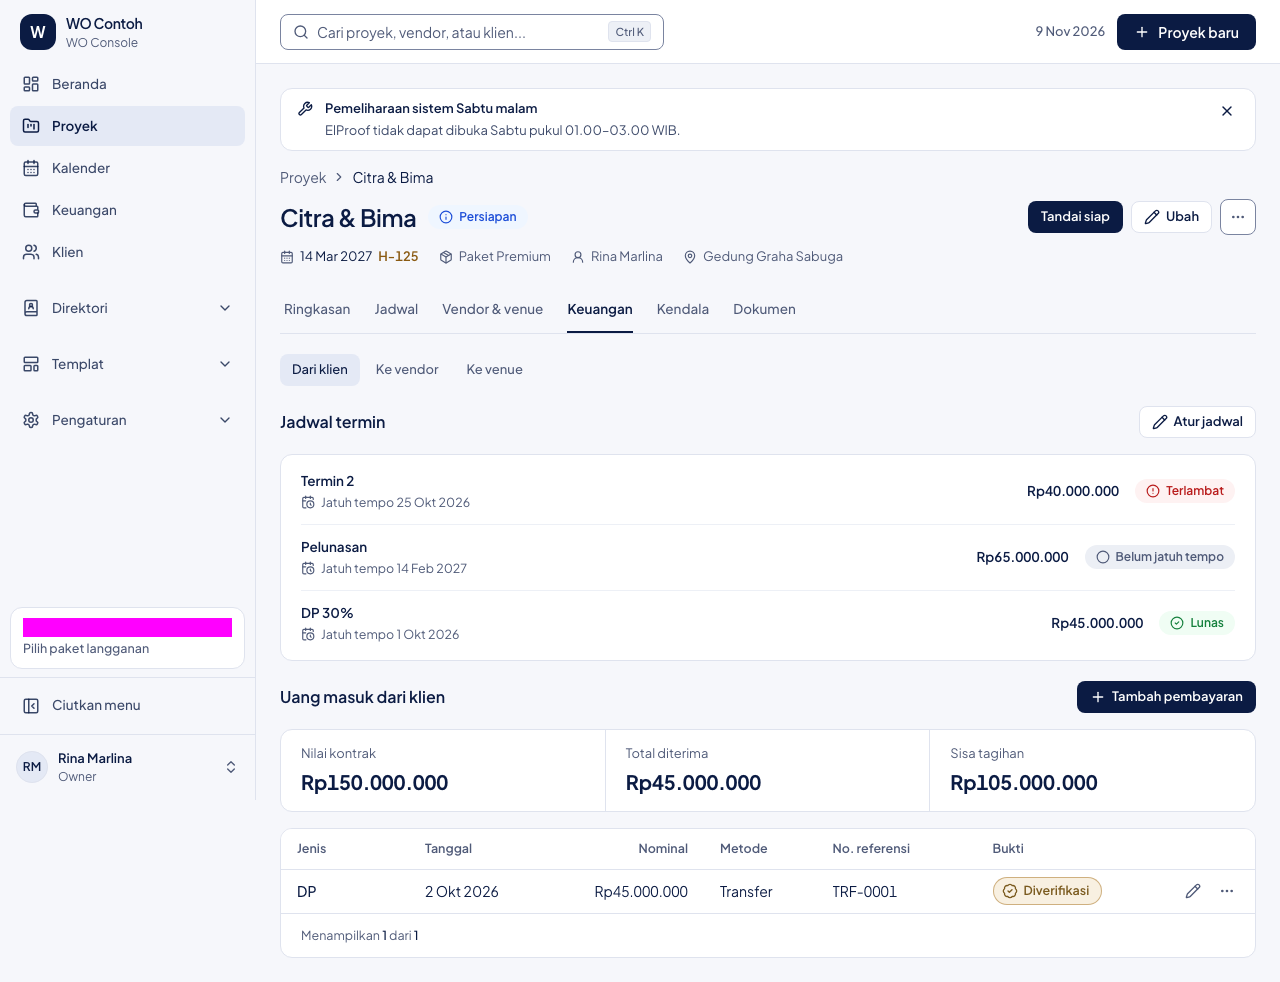 WO Contoh
WO Console
Cari proyek, vendor, atau klien...
Ctrl K
9 Nov 2026
Proyek baru
Beranda
Proyek
Kalender
Keuangan
Klien
Direktori
Templat
Pengaturan
Pilih paket langganan
Ciutkan menu
RM
Rina Marlina
Owner
Pemeliharaan sistem Sabtu malam
ElProof tidak dapat dibuka Sabtu pukul 01.00–03.00 WIB.
Proyek
Citra & Bima
Citra & Bima
Persiapan
Tandai siap
Ubah
14 Mar 2027 H-125
Paket Premium
Rina Marlina
Gedung Graha Sabuga
Ringkasan
Jadwal
Vendor & venue
Keuangan
Kendala
Dokumen
Dari klien
Ke vendor
Ke venue
Jadwal termin
Atur jadwal
Termin 2
Jatuh tempo 25 Okt 2026
Rp40.000.000
Terlambat
Pelunasan
Jatuh tempo 14 Feb 2027
Rp65.000.000
Belum jatuh tempo
DP 30%
Jatuh tempo 1 Okt 2026
Rp45.000.000
Lunas
Uang masuk dari klien
Tambah pembayaran
Nilai kontrak
Rp150.000.000
Total diterima
Rp45.000.000
Sisa tagihan
Rp105.000.000
Jenis
Tanggal
Nominal
Metode
No. referensi
Bukti
DP
2 Okt 2026
Rp45.000.000
Transfer
TRF-0001
Diverifikasi
Menampilkan 1 dari 1
W